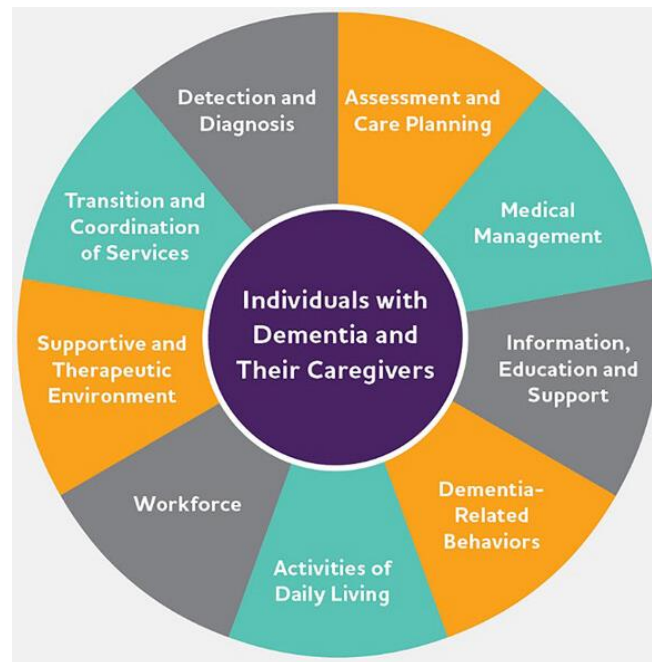 Detection and
Diagnosis
Assessment and
Care Planning
Medical
Management
Information,
Education and
Support
Dementia-
Related
Behaviors
Activities of
Daily Living
Workforce
Supportive and
Therapeutic
Environment
Transition and
Coordination
of Services
Individuals with
Dementia and
Their Caregivers